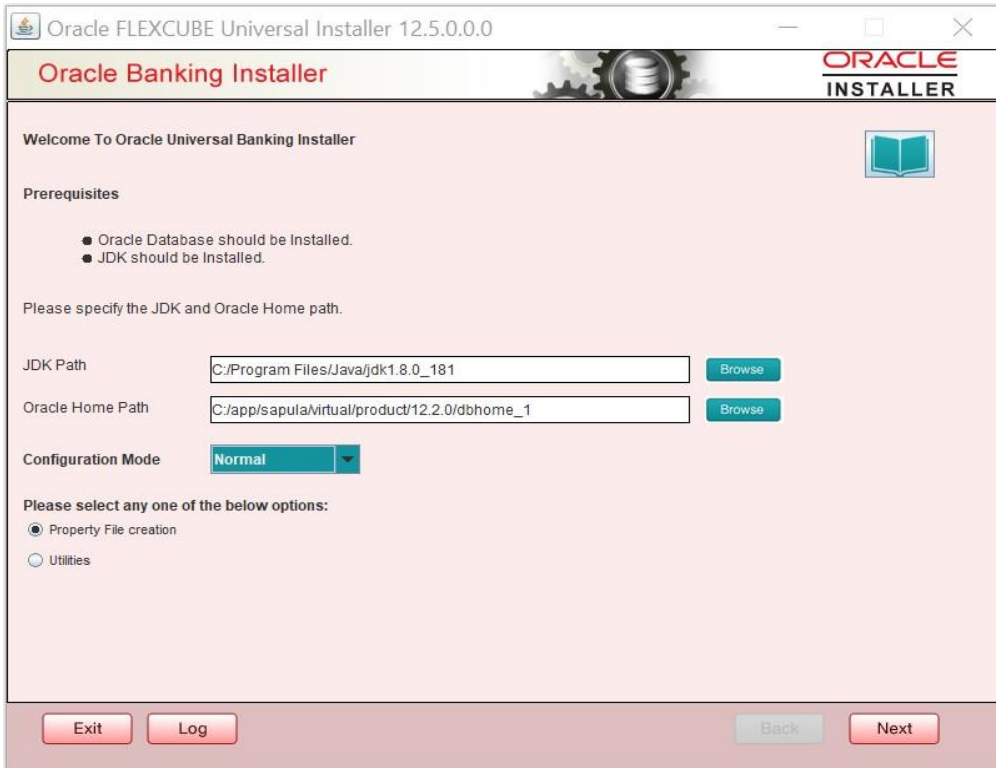 Oracle FLEXCUBE Universal Installer 12.5.0.0.0
Oracle Banking Installer
ORACLE
INSTALLER
Welcome To Oracle Universal Banking Installer
Prerequisites
Oracle Database should be Installed.
JDK should be Installed.
Please specify the JDK and Oracle Home path.
JDK Path C:/Program Files/Java/jdk1.8.0_181 Browse
Oracle Home Path C:/app/sapula/virtual/product/12.2.0/dbhome_1 Browse
Configuration Mode Normal
Please select any one of the below options:
Property File creation
Utilities
Exit Log Back Next